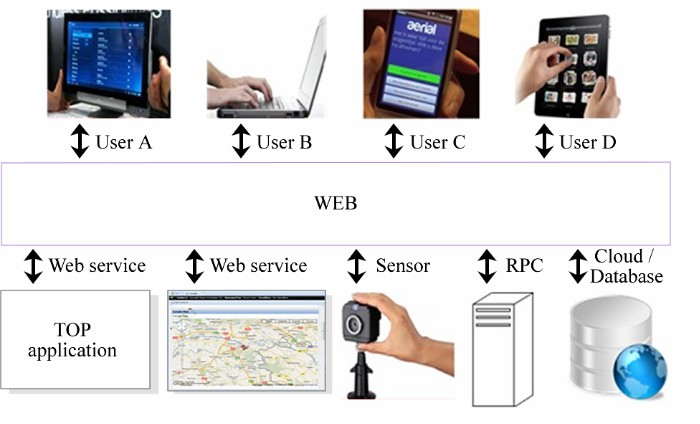 aerial
User A
User B
User C
User D
WEB
Web service
Web service
Sensor
RPC
Cloud /
Database
TOP
application